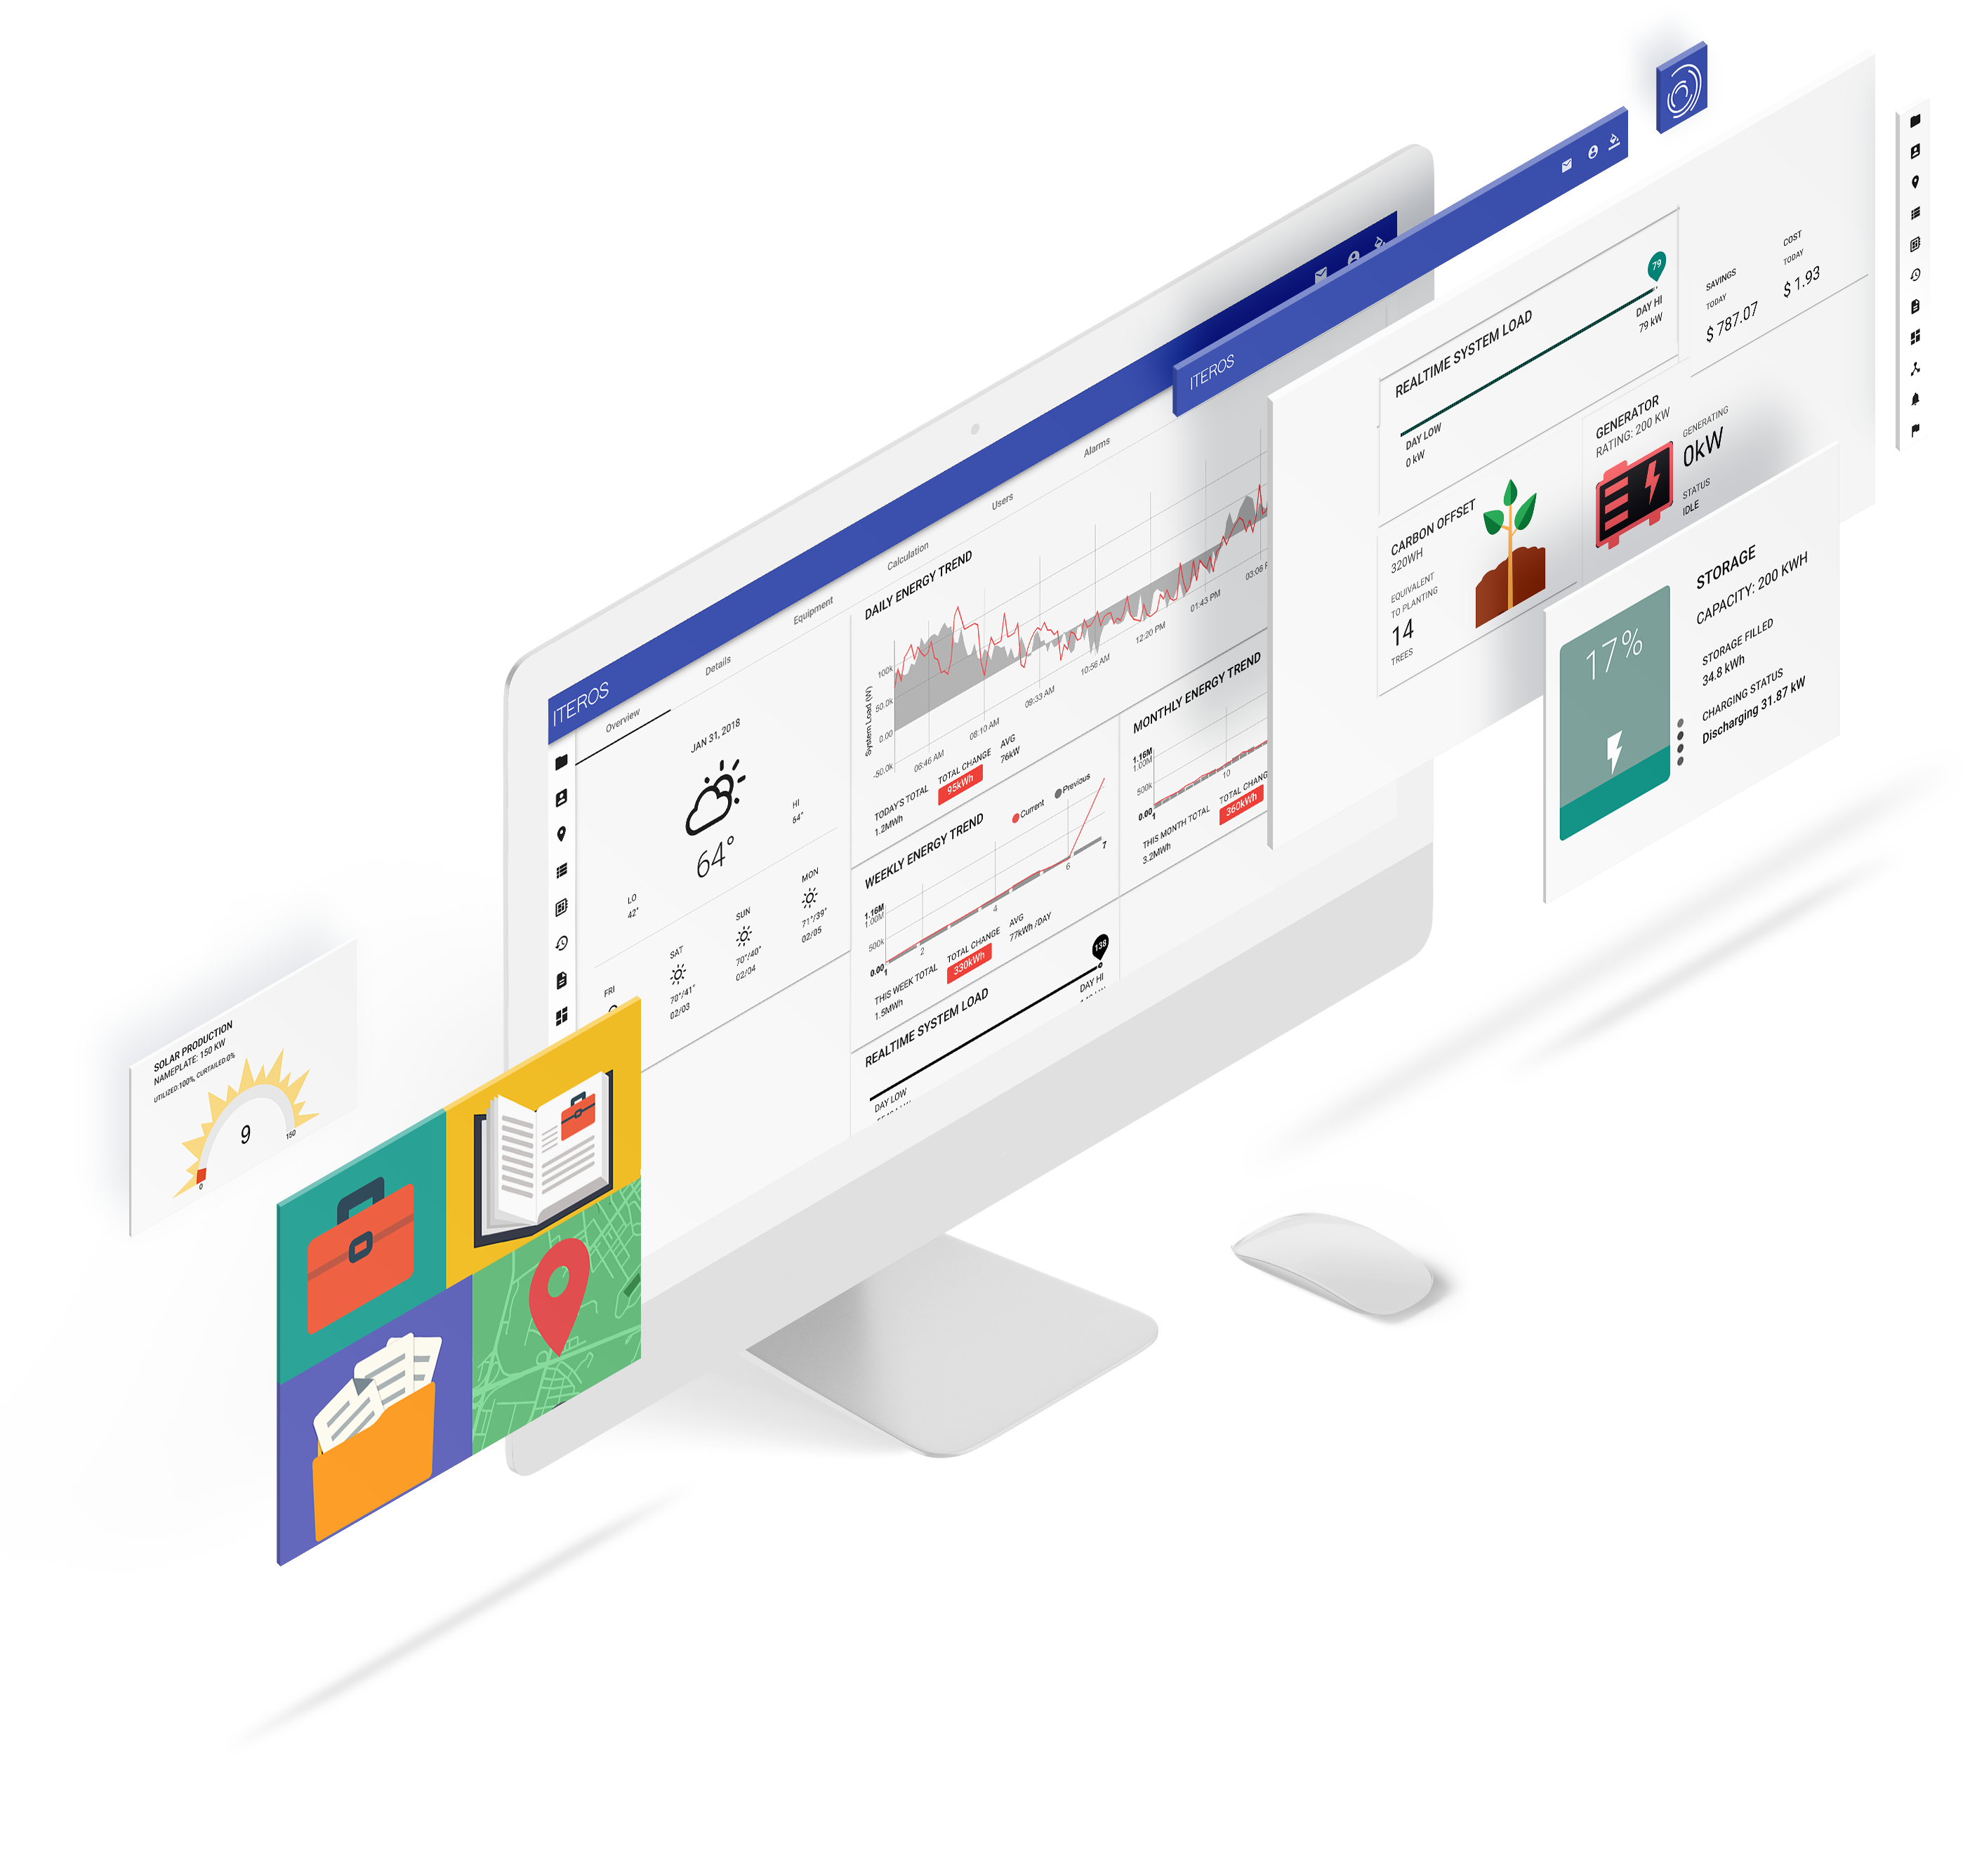 ITEROS
Overview
Details
Equipment
Calculation
Users
Alarms
JAN 31, 2018
64°
HI
64°
LO
42°
FRI
SAT
70°/41°
02/03
SUN
70°/40°
02/04
MON
71°/39°
02/05
DAILY ENERGY TREND
System Load (W)
100k
50.0k
0.00
-50.0k
06:46 AM
08:10 AM
09:33 AM
10:56 AM
12:20 PM
01:43 PM
TODAY'S TOTAL
1.2MWh
TOTAL CHANGE
95kWh
AVG
76kW
WEEKLY ENERGY TREND
Current
Previous
1.16M
1.00M
500k
0.00
1
2
4
6
7
THIS WEEK TOTAL
1.5MWh
TOTAL CHANGE
330kWh
AVG
77kWh /DAY
MONTHLY ENERGY TREND
1.16M
1.00M
500k
0.00
1
10
THIS MONTH TOTAL
3.2MWh
TOTAL CHANG
360kWh
REALTIME SYSTEM LOAD
138
DAY HI
DAY LOW
ITEROS
REALTIME SYSTEM LOAD
79
DAY HI
79 kW
DAY LOW
0 kW
SAVINGS
TODAY
$ 787.07
COST
TODAY
$ 1.93
CARBON OFFSET
320WH
EQUIVALENT
TO PLANTING
14
TREES
GENERATOR
RATING: 200 KW
GENERATING
0kW
STATUS
IDLE
17%
STORAGE
CAPACITY: 200 KWH
STORAGE FILLED
34.8 kWh
CHARGING STATUS
Discharging 31.87 kW
SOLAR PRODUCTION
NAMEPLATE: 150 KW
UTILIZED:100%, CURTAILED:0%
9
0
150